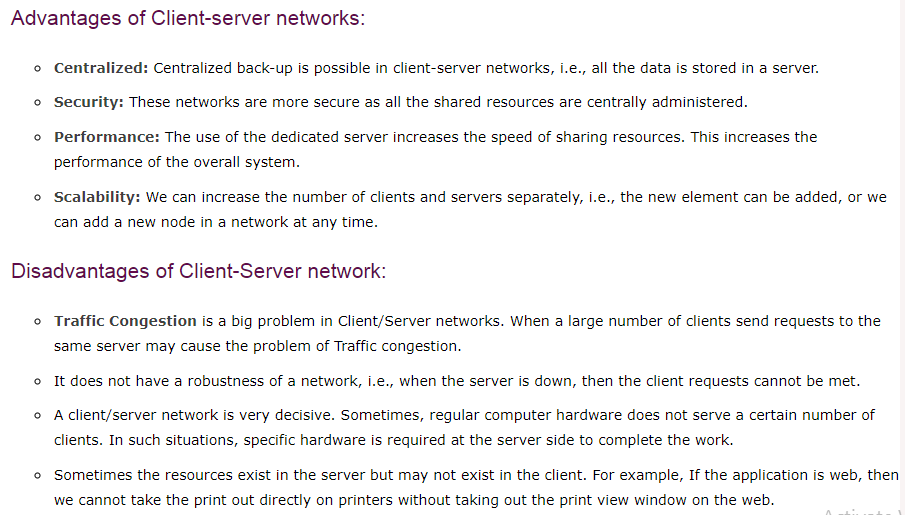 Advantages of Client-server networks:
Centralized: Centralized back-up is possible in client-server networks, i.e., all the data is stored in a server.
Security: These networks are more secure as all the shared resources are centrally administered.
Performance: The use of the dedicated server increases the speed of sharing resources. This increases the
performance of the overall system.
Scalability: We can increase the number of clients and servers separately, i.e., the new element can be added, or we
can add a new node in a network at any time.
Disadvantages of Client-Server network:
Traffic Congestion is a big problem in Client/Server networks. When a large number of clients send requests to the
same server may cause the problem of Traffic congestion.
It does not have a robustness of a network, i.e., when the server is down, then the client requests cannot be met.
A client/server network is very decisive. Sometimes, regular computer hardware does not serve a certain number of
clients. In such situations, specific hardware is required at the server side to complete the work.
Sometimes the resources exist in the server but may not exist in the client. For example, If the application is web, then
we cannot take the print out directly on printers without taking out the print view window on the web.